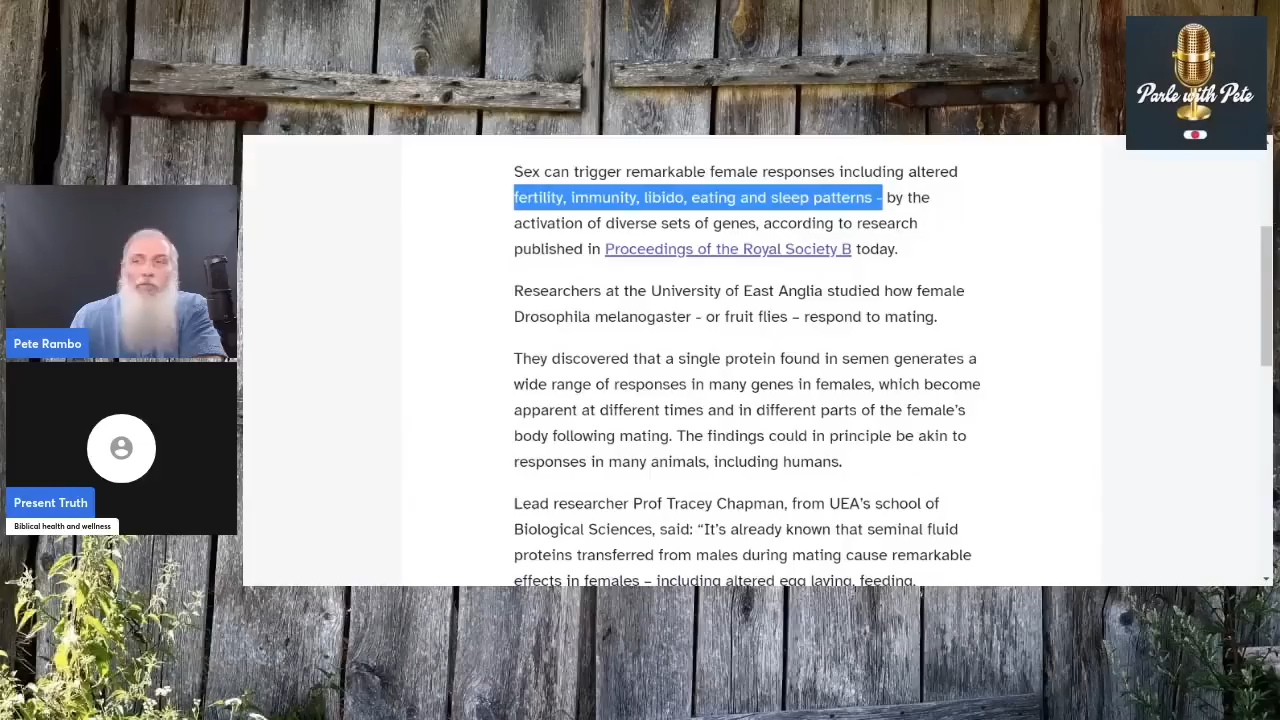 Parle with Pete
Sex can trigger remarkable female responses including altered
fertility, immunity, libido, eating and sleep patterns - by the
activation of diverse sets of genes, according to research
published in Proceedings of the Royal Society B today.
Researchers at the University of East Anglia studied how female
Drosophila melanogaster - or fruit flies – respond to mating.
They discovered that a single protein found in semen generates a
wide range of responses in many genes in females, which become
apparent at different times and in different parts of the female’s
body following mating. The findings could in principle be akin to
responses in many animals, including humans.
Lead researcher Prof Tracey Chapman, from UEA’s school of
Biological Sciences, said: “It’s already known that seminal fluid
proteins transferred from males during mating cause remarkable
effects in females – including altered egg laying, feeding,
Pete Rambo
Present Truth
Biblical health and wellness